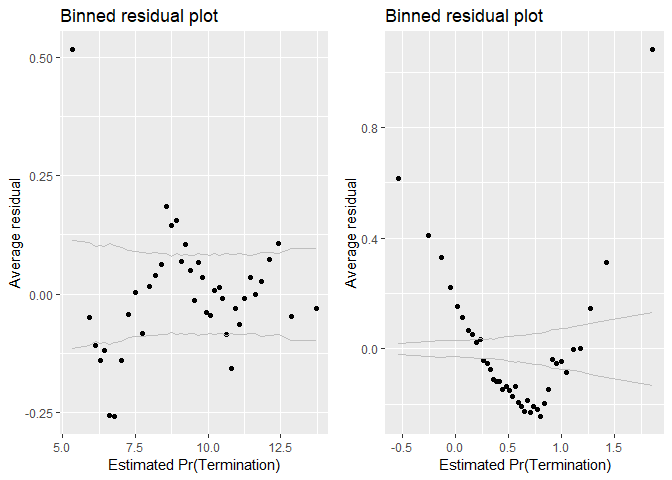 Binned residual plot
0.50
0.25
0.00
-0.25
Average residual
5.0 7.5 10.0 12.5
Estimated Pr(Termination)
Binned residual plot
0.8
0.4
0.0
Average residual
-0.5 0.0 0.5 1.0 1.5
Estimated Pr(Termination)